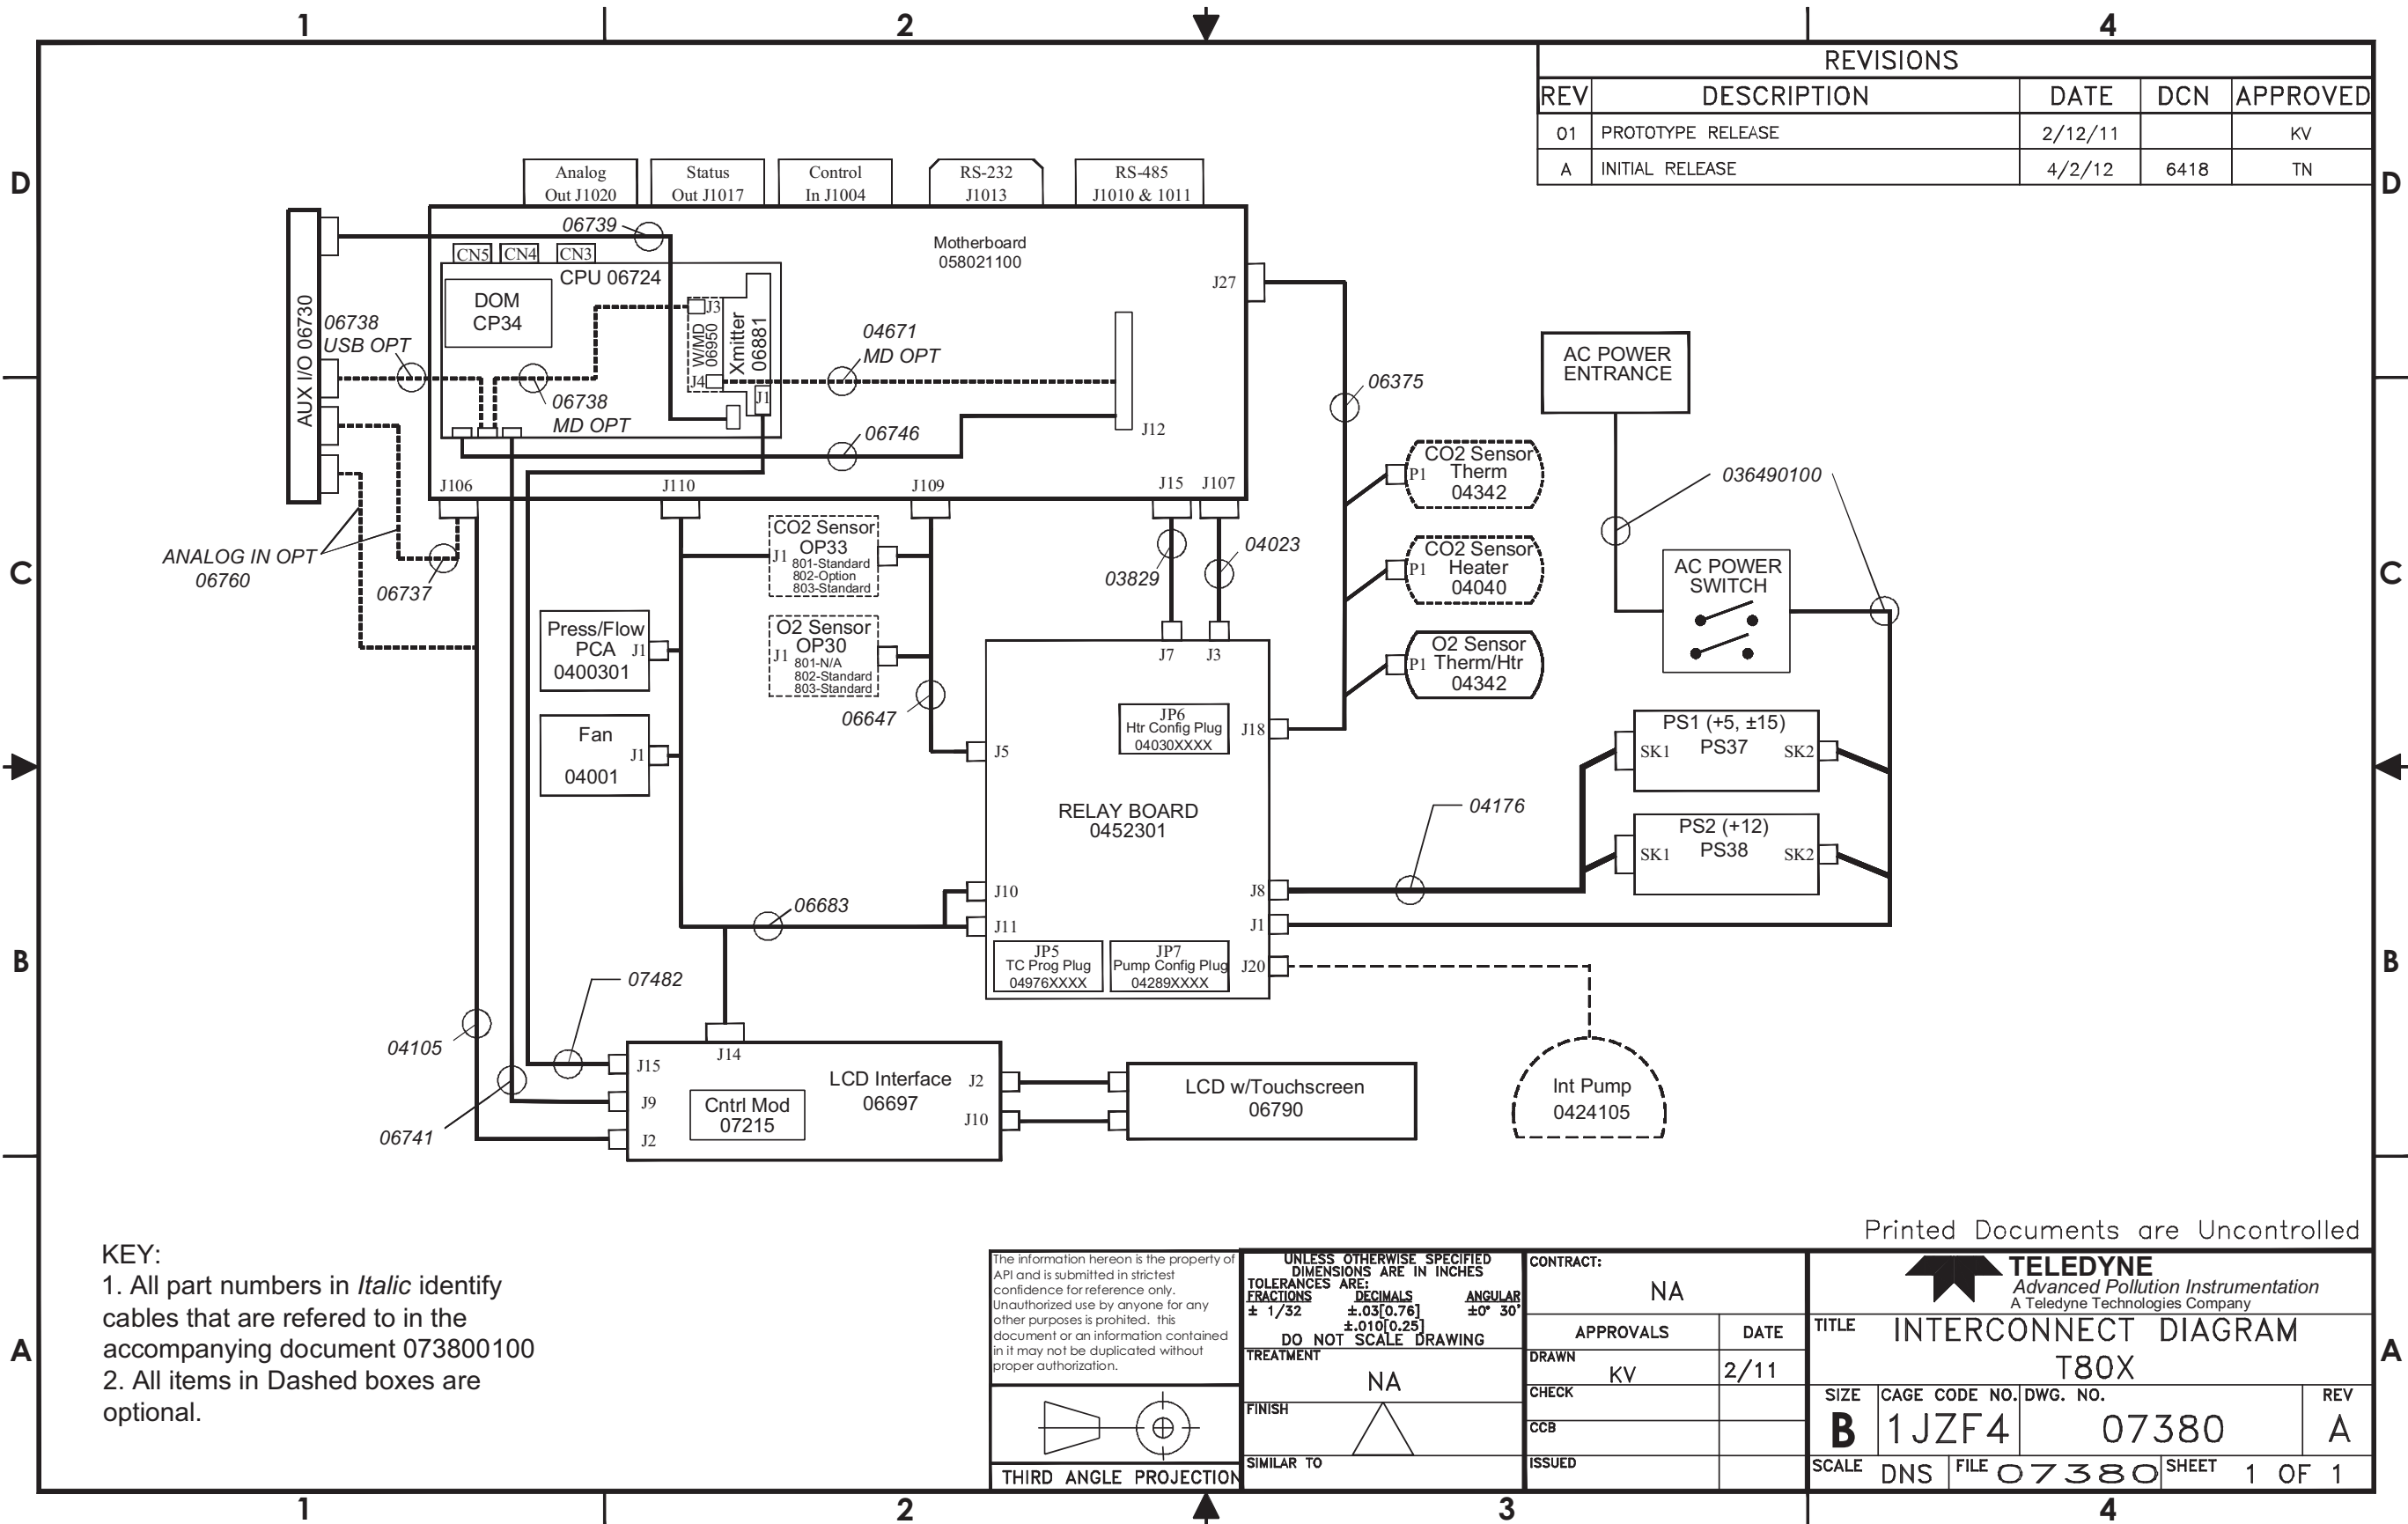 1
2
4
REVISIONS
REV DESCRIPTION DATE DCN APPROVED
01 PROTOTYPE RELEASE 2/12/11 KV
A INITIAL RELEASE 4/2/12 6418 TN
D
D
Analog
Out J1020
Status
Out J1017
Control
In J1004
RS-232
J1013
RS-485
J1010 & 1011
06739
Motherboard
058021100
CN5
CN4
CN3
CPU 06724
DOM
CP34
AUX I/O 06730
06738
USB OPT
06738
MD OPT
J3
W/MD
06950
J4
Xmitter
06881
J1
04671
MD OPT
06746
J12
J27
06375
J106
J110
J109
J15
J107
AC POWER
ENTRANCE
036490100
AC POWER
SWITCH
C
C
ANALOG IN OPT
06760
06737
CO2 Sensor
J1 OP33
801-Standard
802-Option
803-Standard
O2 Sensor
J1 OP30
801-N/A
802-Standard
803-Standard
Press/Flow
PCA J1
0400301
Fan
J1
04001
06647
03829
04023
CO2 Sensor
P1 Therm
04342
CO2 Sensor
P1 Heater
04040
O2 Sensor
P1 Therm/Htr
04342
J7
J3
JP6
Htr Config Plug
04030XXXX
J18
J5
RELAY BOARD
0452301
J10
J11
J8
J1
J20
JP5
TC Prog Plug
04976XXXX
JP7
Pump Config Plug
04289XXXX
PS1 (+5, ±15)
SK1 PS37 SK2
PS2 (+12)
SK1 PS38 SK2
04176
06683
B
B
07482
04105
06741
J14
J15
J9
J2
Cntrl Mod
07215
LCD Interface
06697
J2
J10
LCD w/Touchscreen
06790
Int Pump
0424105
KEY:
1. All part numbers in Italic identify
cables that are refered to in the
accompanying document 073800100
2. All items in Dashed boxes are
optional.
A
A
Printed Documents are Uncontrolled
The information hereon is the property of
API and is submitted in strictest
confidence for reference only.
Unauthorized use by anyone for any
other purposes is prohited. this
document or an information contained
in it may not be duplicated without
proper authorization.
THIRD ANGLE PROJECTION
UNLESS OTHERWISE SPECIFIED
DIMENSIONS ARE IN INCHES
TOLERANCES ARE:
FRACTIONS DECIMALS ANGULAR
± 1/32 ±.03[0.76] ±0° 30'
±.010[0.25]
DO NOT SCALE DRAWING
TREATMENT
NA
FINISH
SIMILAR TO
CONTRACT:
NA
APPROVALS DATE
DRAWN
KV 2/11
CHECK
CCB
ISSUED
TELEDYNE
Advanced Pollution Instrumentation
A Teledyne Technologies Company
TITLE INTERCONNECT DIAGRAM
T80X
SIZE CAGE CODE NO. DWG. NO. REV
B 1JZF4 07380 A
SCALE DNS FILE 07380 SHEET 1 OF 1
1
2
3
4